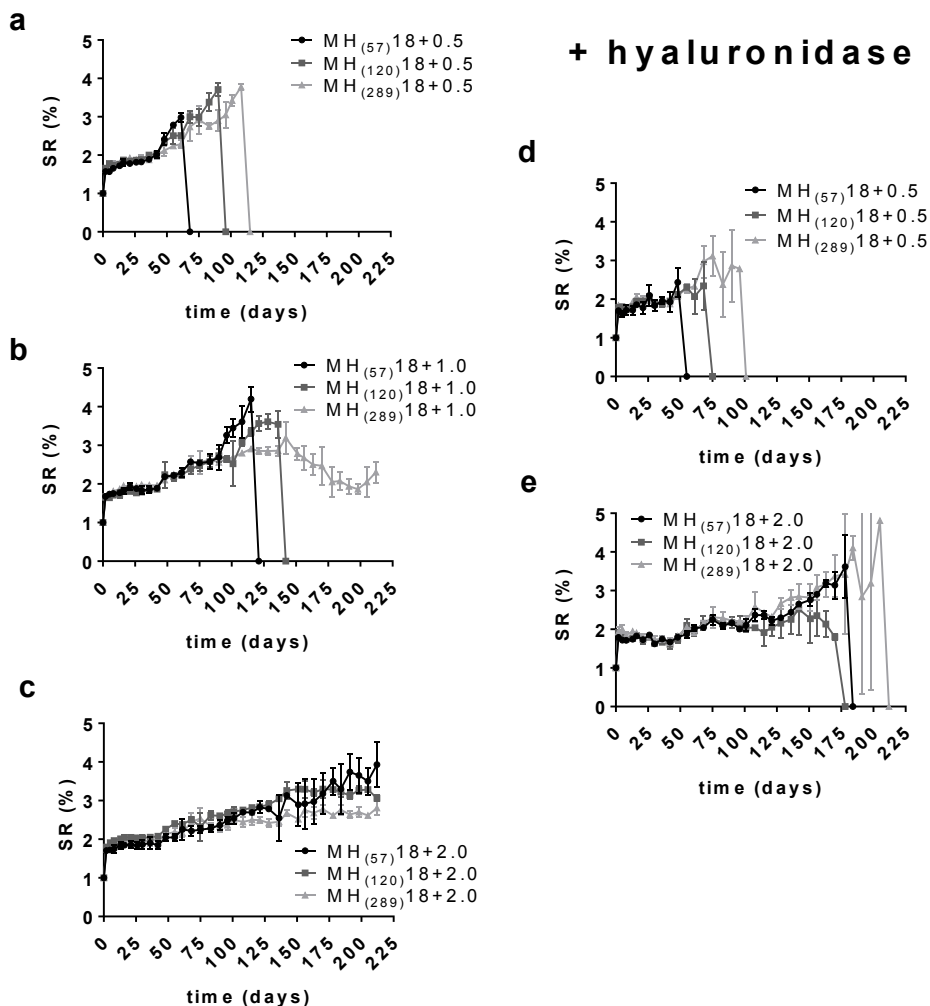 a
MH(57)18+0.5
MH(120)18+0.5
MH(289)18+0.5
SR (%)
5
4
3
2
1
0
0 25 50 75 100 125 150 175 200 225
time (days)
b
MH(57)18+1.0
MH(120)18+1.0
MH(289)18+1.0
SR (%)
5
4
3
2
1
0
0 25 50 75 100 125 150 175 200 225
time (days)
c
SR (%)
5
4
3
2
1
0
MH(57)18+2.0
MH(120)18+2.0
MH(289)18+2.0
0 25 50 75 100 125 150 175 200 225
time (days)
+ hyaluronidase
d
MH(57)18+0.5
MH(120)18+0.5
MH(289)18+0.5
SR (%)
5
4
3
2
1
0
0 25 50 75 100 125 150 175 200 225
time (days)
e
MH(57)18+2.0
MH(120)18+2.0
MH(289)18+2.0
SR (%)
5
4
3
2
1
0
0 25 50 75 100 125 150 175 200 225
time (days)